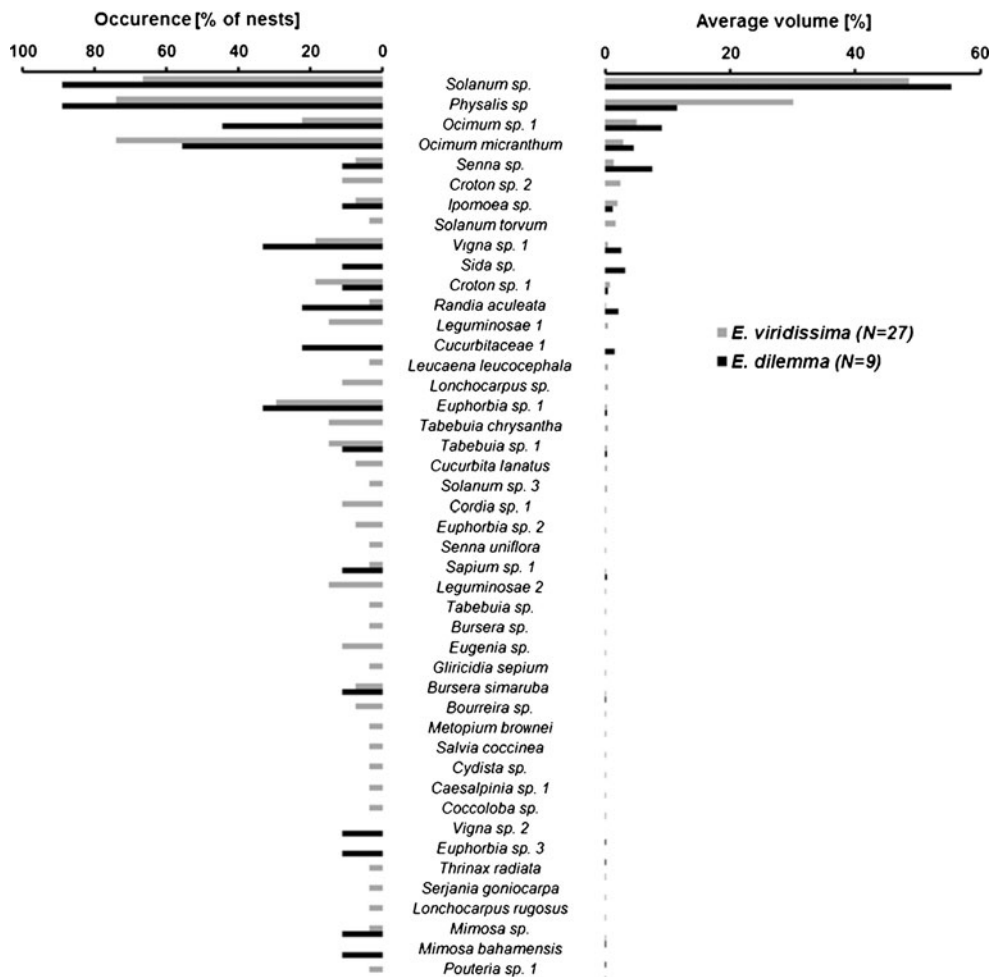 Occurence [% of nests] Average volume [%]
100 80 60 40 20 0 0 20 40 60
Solanum sp.
Physalis sp
Ocimum sp. 1
Ocimum micranthum
Senna sp.
Croton sp. 2
Ipomoea sp.
Solanum torvum
Vigna sp. 1
Sida sp.
Croton sp. 1
Randia aculeata
Leguminosae 1
E. viridissima (N=27)
Cucurbitaceae 1
E. dilemma (N=9)
Leucaena leucocephala
Lonchocarpus sp.
Euphorbia sp. 1
Tabebuia chrysantha
Tabebuia sp. 1
Cucurbita lanatus
Solanum sp. 3
Cordia sp. 1
Euphorbia sp. 2
Senna uniflora
Sapium sp. 1
Leguminosae 2
Tabebuia sp.
Bursera sp.
Eugenia sp.
Gliricidia sepium
Bursera simaruba
Bourreira sp.
Metopium brownei
Salvia coccinea
Cydista sp.
Caesalpinia sp. 1
Coccoloba sp.
Vigna sp. 2
Euphorbia sp. 3
Thrinax radiata
Serjania goniocarpa
Lonchocarpus rugosus
Mimosa sp.
Mimosa bahamensis
Pouteria sp. 1